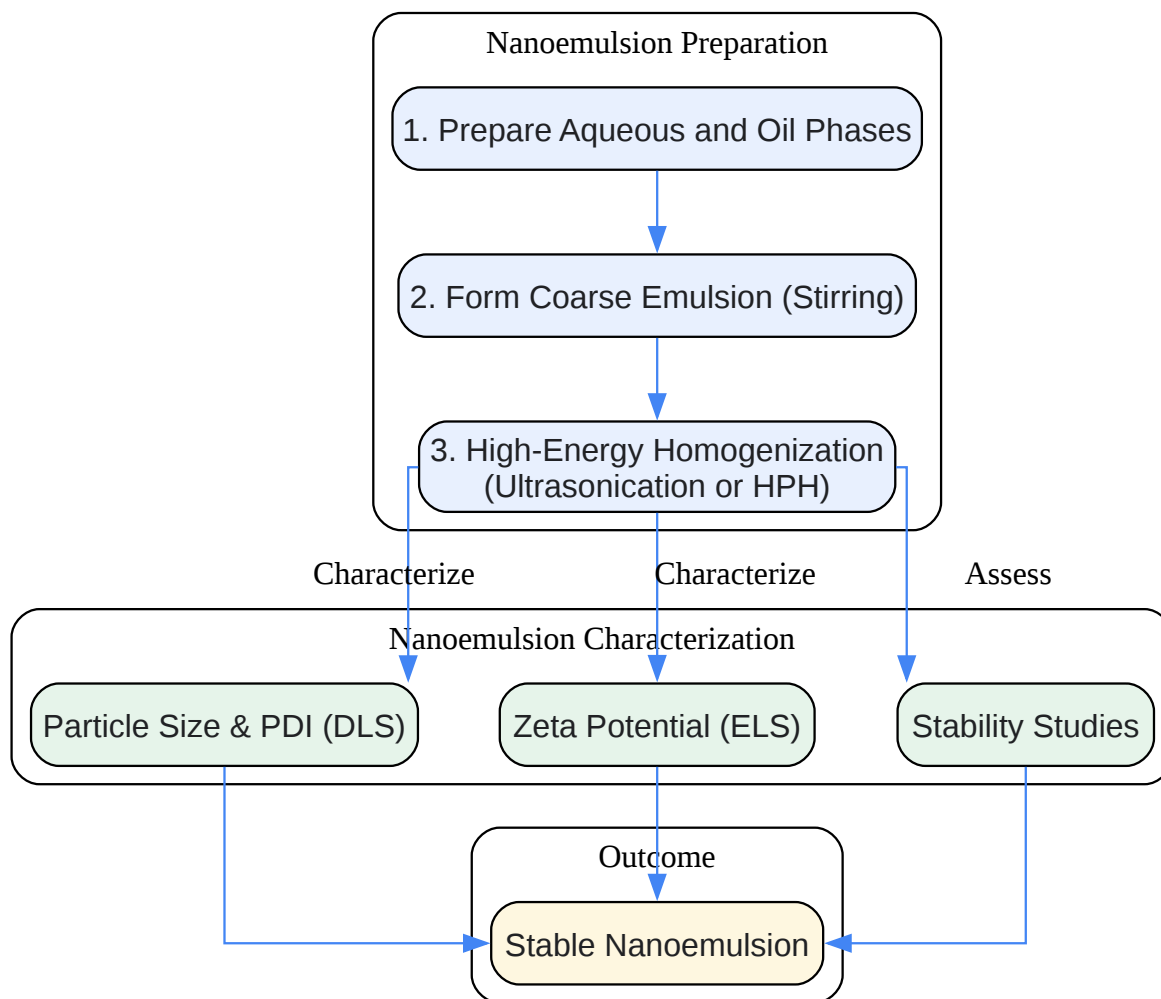 Nanoemulsion Preparation
1. Prepare Aqueous and Oil Phases
2. Form Coarse Emulsion (Stirring)
3. High-Energy Homogenization
(Ultrasonication or HPH)
Characterize
Characterize
Assess
Nanoemulsion Characterization
Particle Size & PDI (DLS)
Zeta Potential (ELS)
Stability Studies
Outcome
Stable Nanoemulsion